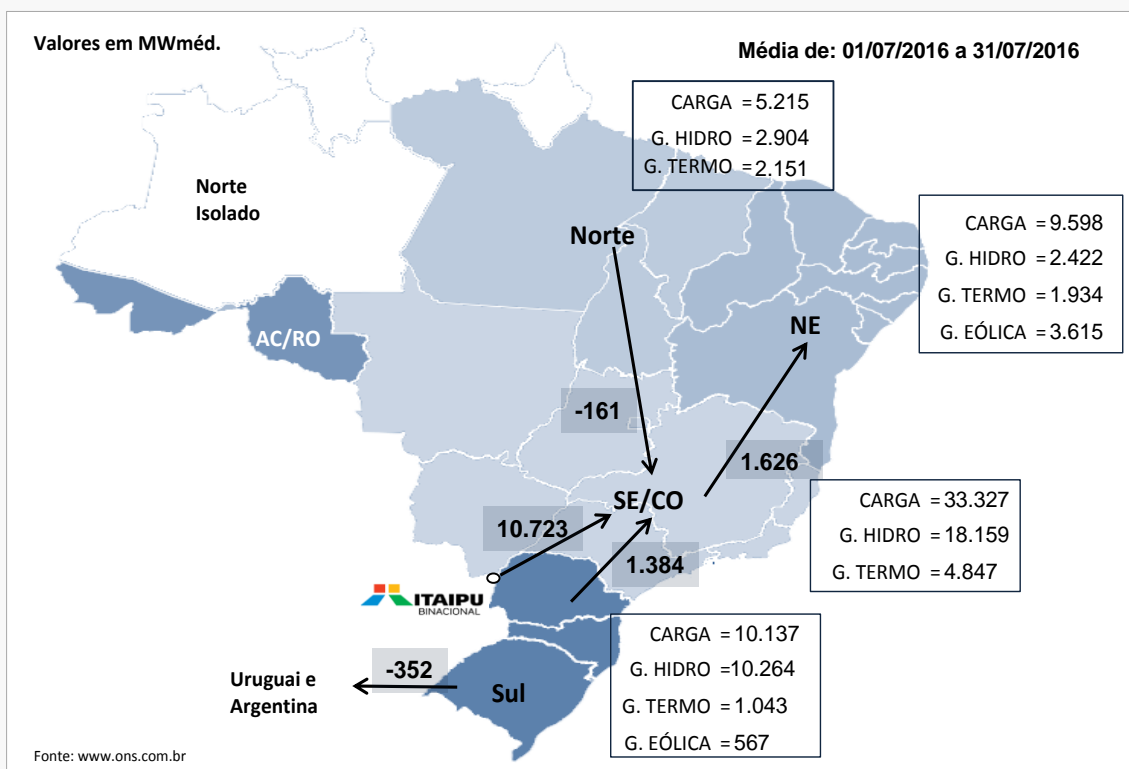 Valores em MWméd.
Média de: 01/07/2016 a 31/07/2016
CARGA = 5.215
G. HIDRO = 2.904
G. TERMO = 2.151
Norte
Isolado
Norte
CARGA = 9.598
G. HIDRO = 2.422
G. TERMO = 1.934
G. EÓLICA = 3.615
NE
AC/RO
-161
1.626
SE/CO
CARGA = 33.327
G. HIDRO = 18.159
G. TERMO = 4.847
10.723
1.384
ITAIPU
BINACIONAL
CARGA = 10.137
G. HIDRO = 10.264
G. TERMO = 1.043
G. EÓLICA = 567
-352
Uruguai e
Argentina
Sul
Fonte: www.ons.com.br